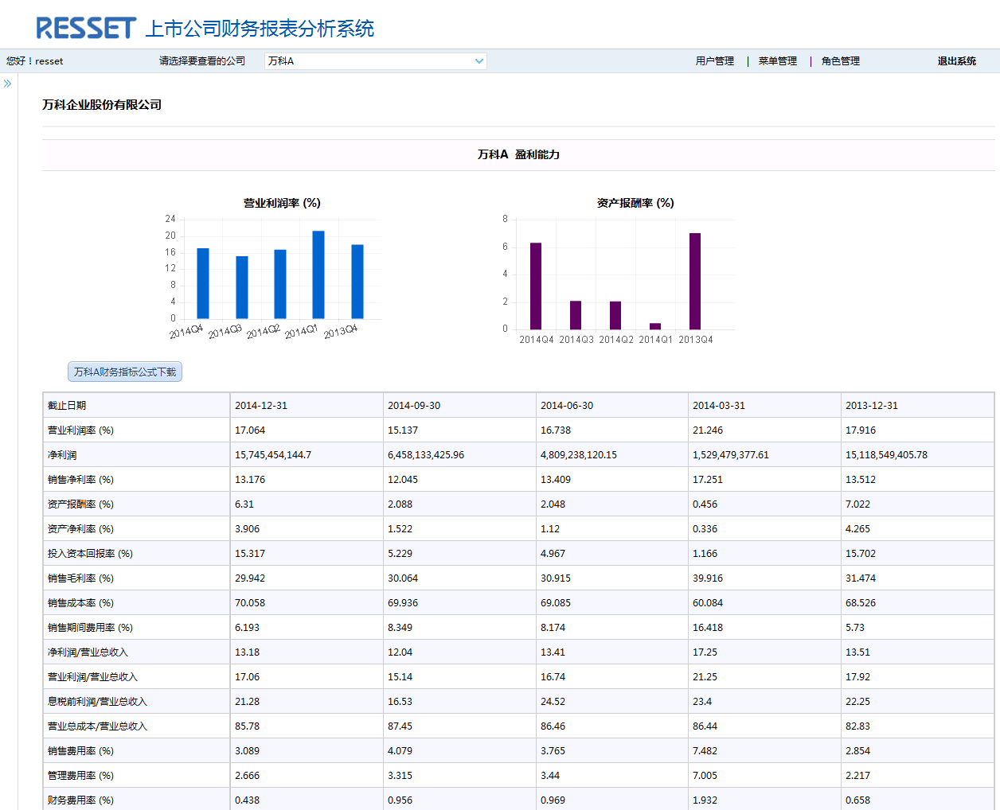 RESSET 上市公司财务报表分析系统
您好！resset 请选择要查看的公司 万科A 用户管理 | 菜单管理 | 角色管理 退出系统
万科企业股份有限公司
万科A 盈利能力
营业利润率 (%)
24
20
16
12
8
4
0
2014Q4 2014Q3 2014Q2 2014Q1 2013Q4
资产报酬率 (%)
8
6
4
2
0
2014Q4 2014Q3 2014Q2 2014Q1 2013Q4
万科A财务指标公式下载
截止日期 2014-12-31 2014-09-30 2014-06-30 2014-03-31 2013-12-31
营业利润率 (%) 17.064 15.137 16.738 21.246 17.916
净利润 15,745,454,144.7 6,458,133,425.96 4,809,238,120.15 1,529,479,377.61 15,118,549,405.78
销售净利率 (%) 13.176 12.045 13.409 17.251 13.512
资产报酬率 (%) 6.31 2.088 2.048 0.456 7.022
资产净利率 (%) 3.906 1.522 1.12 0.336 4.265
投入资本回报率 (%) 15.317 5.229 4.967 1.166 15.702
销售毛利率 (%) 29.942 30.064 30.915 39.916 31.474
销售成本率 (%) 70.058 69.936 69.085 60.084 68.526
销售期间费用率 (%) 6.193 8.349 8.174 16.418 5.73
净利润/营业总收入 13.18 12.04 13.41 17.25 13.51
营业利润/营业总收入 17.06 15.14 16.74 21.25 17.92
息税前利润/营业总收入 21.28 16.53 24.52 23.4 22.25
营业总成本/营业总收入 85.78 87.45 86.46 86.44 82.83
销售费用率 (%) 3.089 4.079 3.765 7.482 2.854
管理费用率 (%) 2.666 3.315 3.44 7.005 2.217
财务费用率 (%) 0.438 0.956 0.969 1.932 0.658